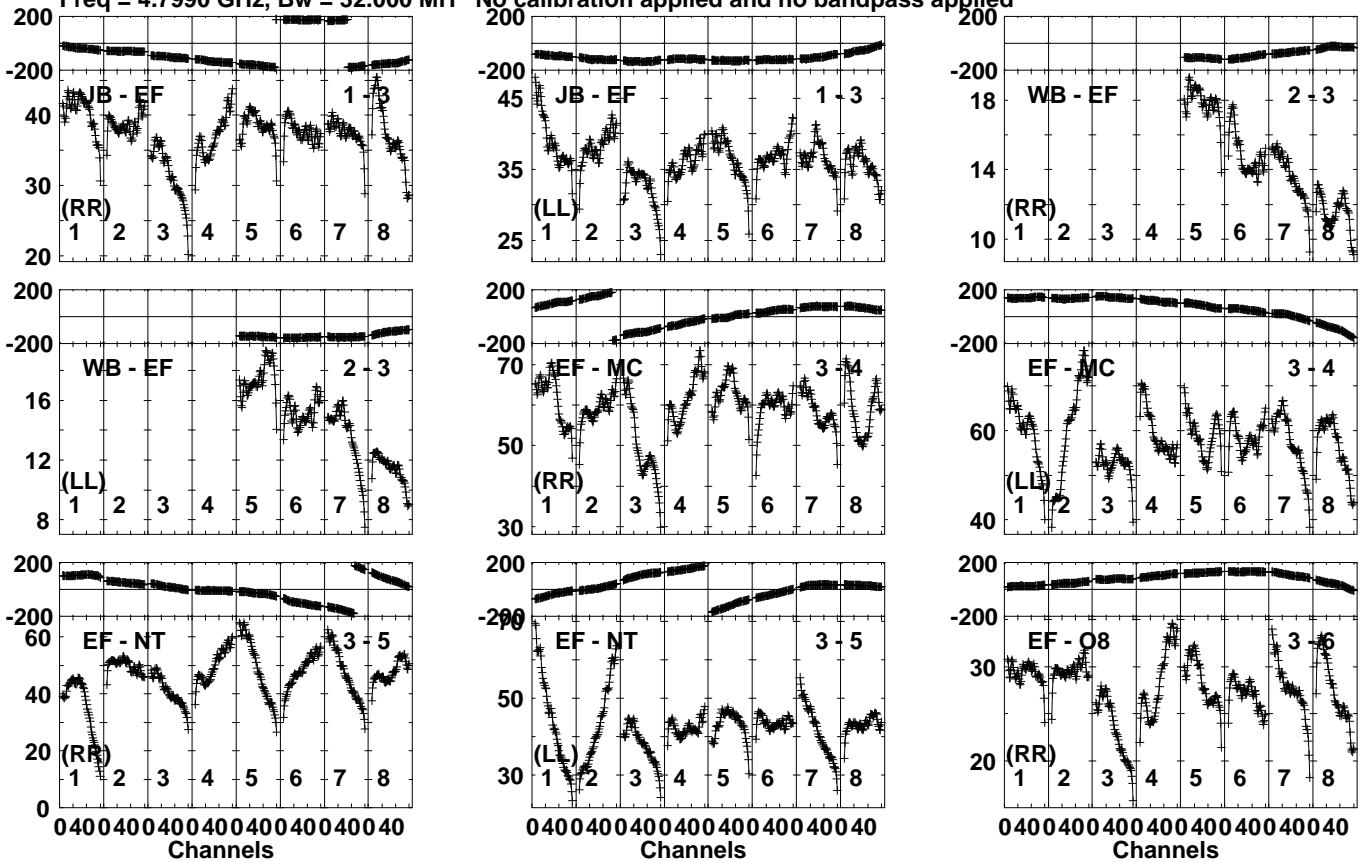 Freq = 4.7990 GHz, Bw = 32.000 MH No calibration applied and no bandpass applied
200
-200
JB - EF 1 - 3
40
30
20
(RR)
1 2 3 4 5 6 7 8
200
-200
JB - EF 1 - 3
45
35
25
(LL)
1 2 3 4 5 6 7 8
200
-200
WB - EF 2 - 3
18
14
10
(RR)
1 2 3 4 5 6 7 8
200
-200
WB - EF 2 - 3
16
12
8
(LL)
1 2 3 4 5 6 7 8
200
-200
EF - MC 3 - 4
70
50
30
(RR)
1 2 3 4 5 6 7 8
200
-200
EF - MC 3 - 4
60
40
(LL)
1 2 3 4 5 6 7 8
200
-200
EF - NT 3 - 5
60
40
20
0
(RR)
1 2 3 4 5 6 7 8
0 40 0 40 0 40 0 40 0 40 0 40 0 40 0 40
Channels
200
-200
EF - NT 3 - 5
70
50
30
(LL)
1 2 3 4 5 6 7 8
0 40 0 40 0 40 0 40 0 40 0 40 0 40 0 40
Channels
200
-200
EF - O8 3 - 6
30
20
(RR)
1 2 3 4 5 6 7 8
0 40 0 40 0 40 0 40 0 40 0 40 0 40 0 40
Channels